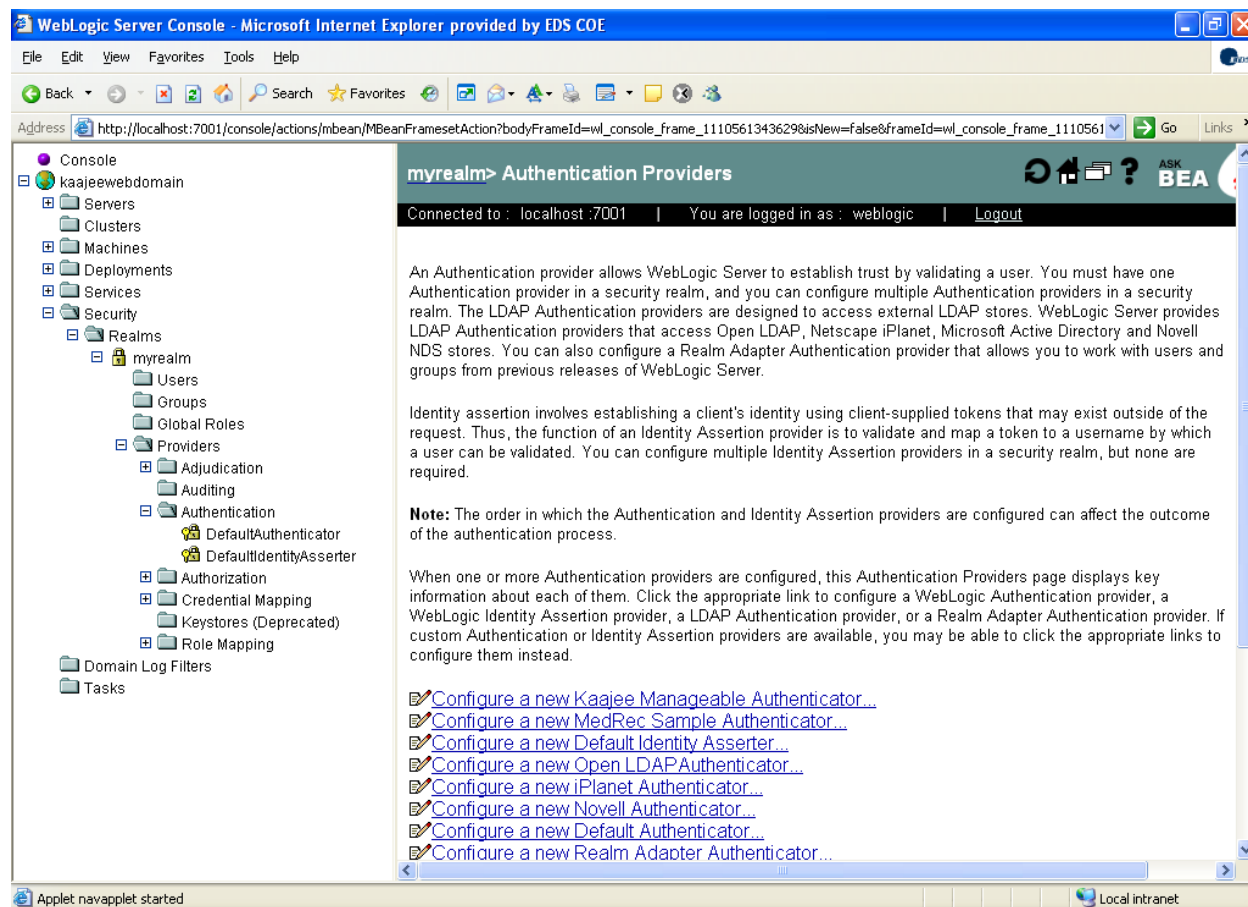 WebLogic Server Console - Microsoft Internet Explorer provided by EDS COE
File Edit View Favorites Tools Help
Back Search Favorites
Address http://localhost:7001/console/actions/mbean/MBeanFramesetAction?bodyFrameId=wl_console_frame_1110561343629&isNew=false&frameId=wl_console_frame_1110561 Go Links
Console
kaajeewebdomain
Servers
Clusters
Machines
Deployments
Services
Security
Realms
myrealm
Users
Groups
Global Roles
Providers
Adjudication
Auditing
Authentication
DefaultAuthenticator
DefaultIdentityAsserter
Authorization
Credential Mapping
Keystores (Deprecated)
Role Mapping
Domain Log Filters
Tasks
myrealm> Authentication Providers
? ASK BEA
Connected to : localhost :7001 | You are logged in as : weblogic | Logout
An Authentication provider allows WebLogic Server to establish trust by validating a user. You must have one
Authentication provider in a security realm, and you can configure multiple Authentication providers in a security
realm. The LDAP Authentication providers are designed to access external LDAP stores. WebLogic Server provides
LDAP Authentication providers that access Open LDAP, Netscape iPlanet, Microsoft Active Directory and Novell
NDS stores. You can also configure a Realm Adapter Authentication provider that allows you to work with users and
groups from previous releases of WebLogic Server.
Identity assertion involves establishing a client's identity using client-supplied tokens that may exist outside of the
request. Thus, the function of an Identity Assertion provider is to validate and map a token to a username by which
a user can be validated. You can configure multiple Identity Assertion providers in a security realm, but none are
required.
Note: The order in which the Authentication and Identity Assertion providers are configured can affect the outcome
of the authentication process.
When one or more Authentication providers are configured, this Authentication Providers page displays key
information about each of them. Click the appropriate link to configure a WebLogic Authentication provider, a
WebLogic Identity Assertion provider, a LDAP Authentication provider, or a Realm Adapter Authentication provider. If
custom Authentication or Identity Assertion providers are available, you may be able to click the appropriate links to
configure them instead.
Configure a new Kaajee Manageable Authenticator...
Configure a new MedRec Sample Authenticator...
Configure a new Default Identity Asserter...
Configure a new Open LDAPAuthenticator...
Configure a new iPlanet Authenticator...
Configure a new Novell Authenticator...
Configure a new Default Authenticator...
Configure a new Realm Adapter Authenticator...
Applet navapplet started
Local intranet